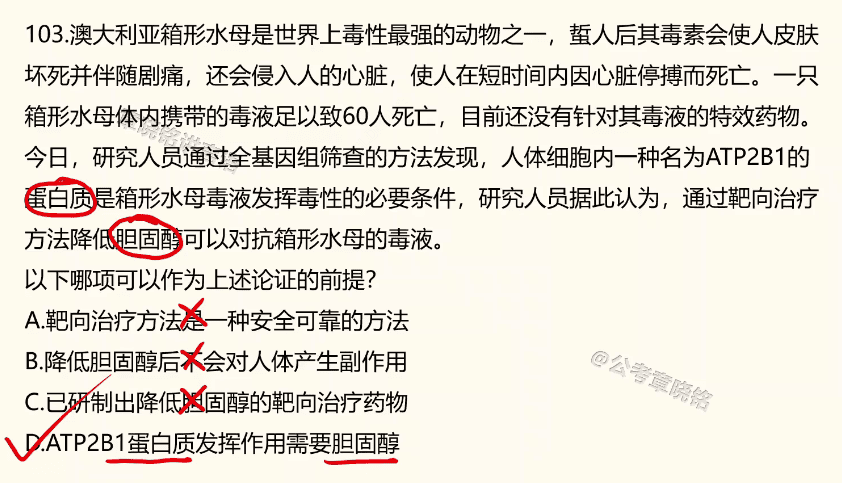 103.澳大利亚箱形水母是世界上毒性最强的动物之一，蜇人后其毒素会使人皮肤
坏死并伴随剧痛，还会侵入人的心脏，使人在短时间内因心脏停搏而死亡。一只
箱形水母体内携带的毒液足以致60人死亡，目前还没有针对其毒液的特效药物。
今日，研究人员通过全基因组筛查的方法发现，人体细胞内一种名为ATP2B1的
蛋白质是箱形水母毒液发挥毒性的必要条件，研究人员据此认为，通过靶向治疗
方法降低胆固醇可以对抗箱形水母的毒液。
以下哪项可以作为上述论证的前提？
A.靶向治疗方法是一种安全可靠的方法
B.降低胆固醇后不会对人体产生副作用
@公考章晓铭
C.已研制出降低胆固醇的靶向治疗药物
D.ATP2B1蛋白质发挥作用需要胆固醇